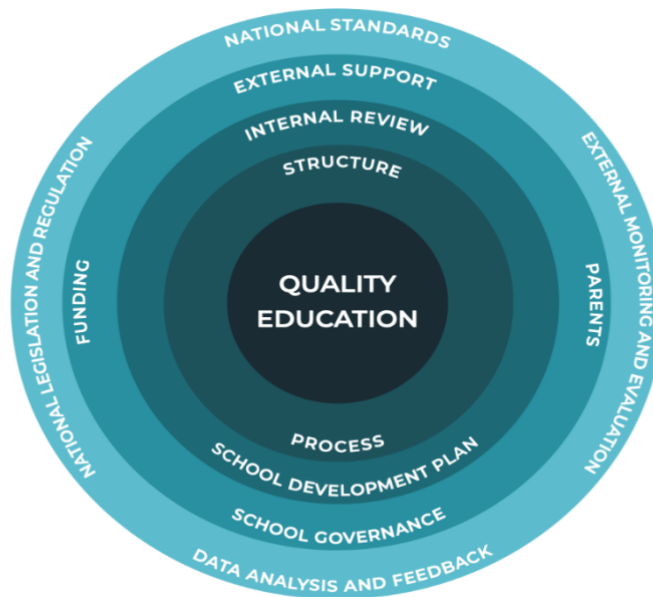 NATIONAL STANDARDS
EXTERNAL SUPPORT
INTERNAL REVIEW
STRUCTURE
NATIONAL LEGISLATION AND REGULATION
FUNDING
QUALITY
EDUCATION
PARENTS
EXTERNAL MONITORING AND EVALUATION
PROCESS
SCHOOL DEVELOPMENT PLAN
SCHOOL GOVERNANCE
DATA ANALYSIS AND FEEDBACK